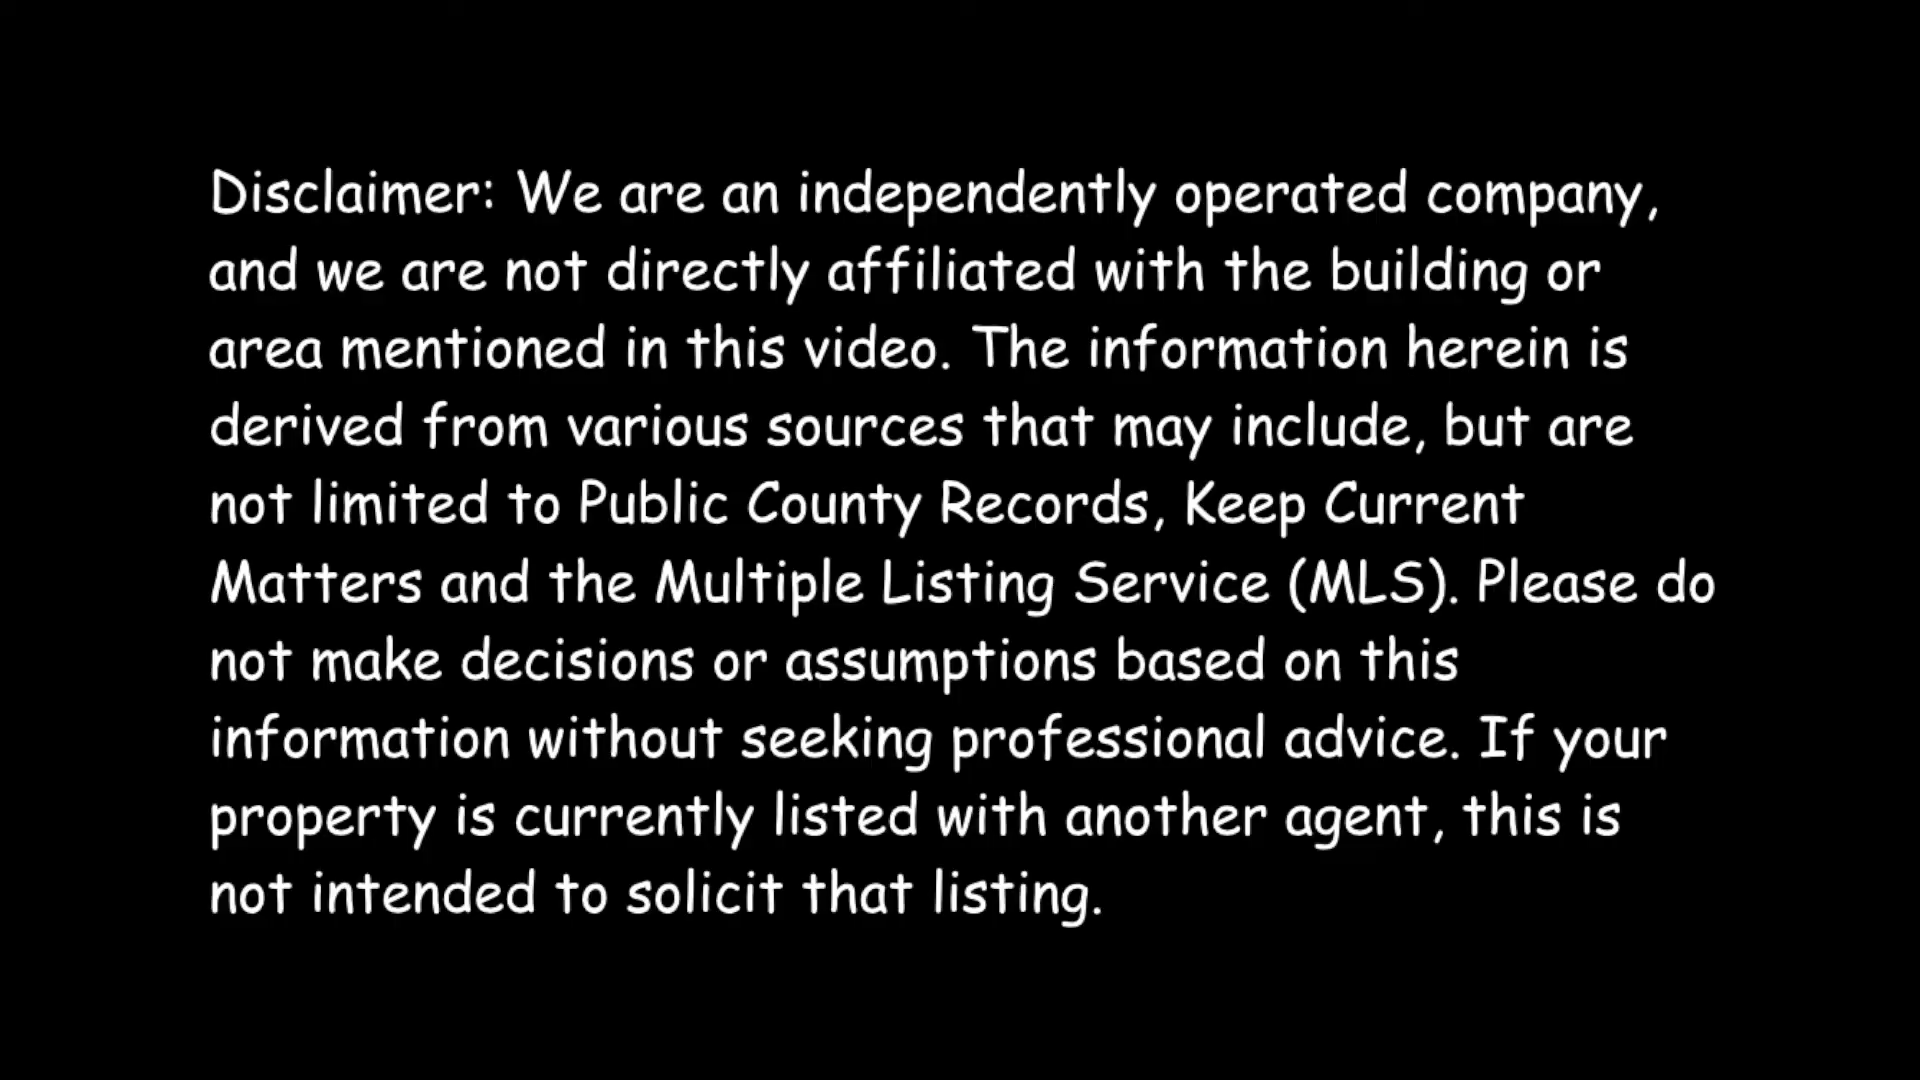 Disclaimer: We are an independently operated company,
and we are not directly affiliated with the building or
area mentioned in this video. The information herein is
derived from various sources that may include, but are
not limited to Public County Records, Keep Current
Matters and the Multiple Listing Service (MLS). Please do
not make decisions or assumptions based on this
information without seeking professional advice. If your
property is currently listed with another agent, this is
not intended to solicit that listing.